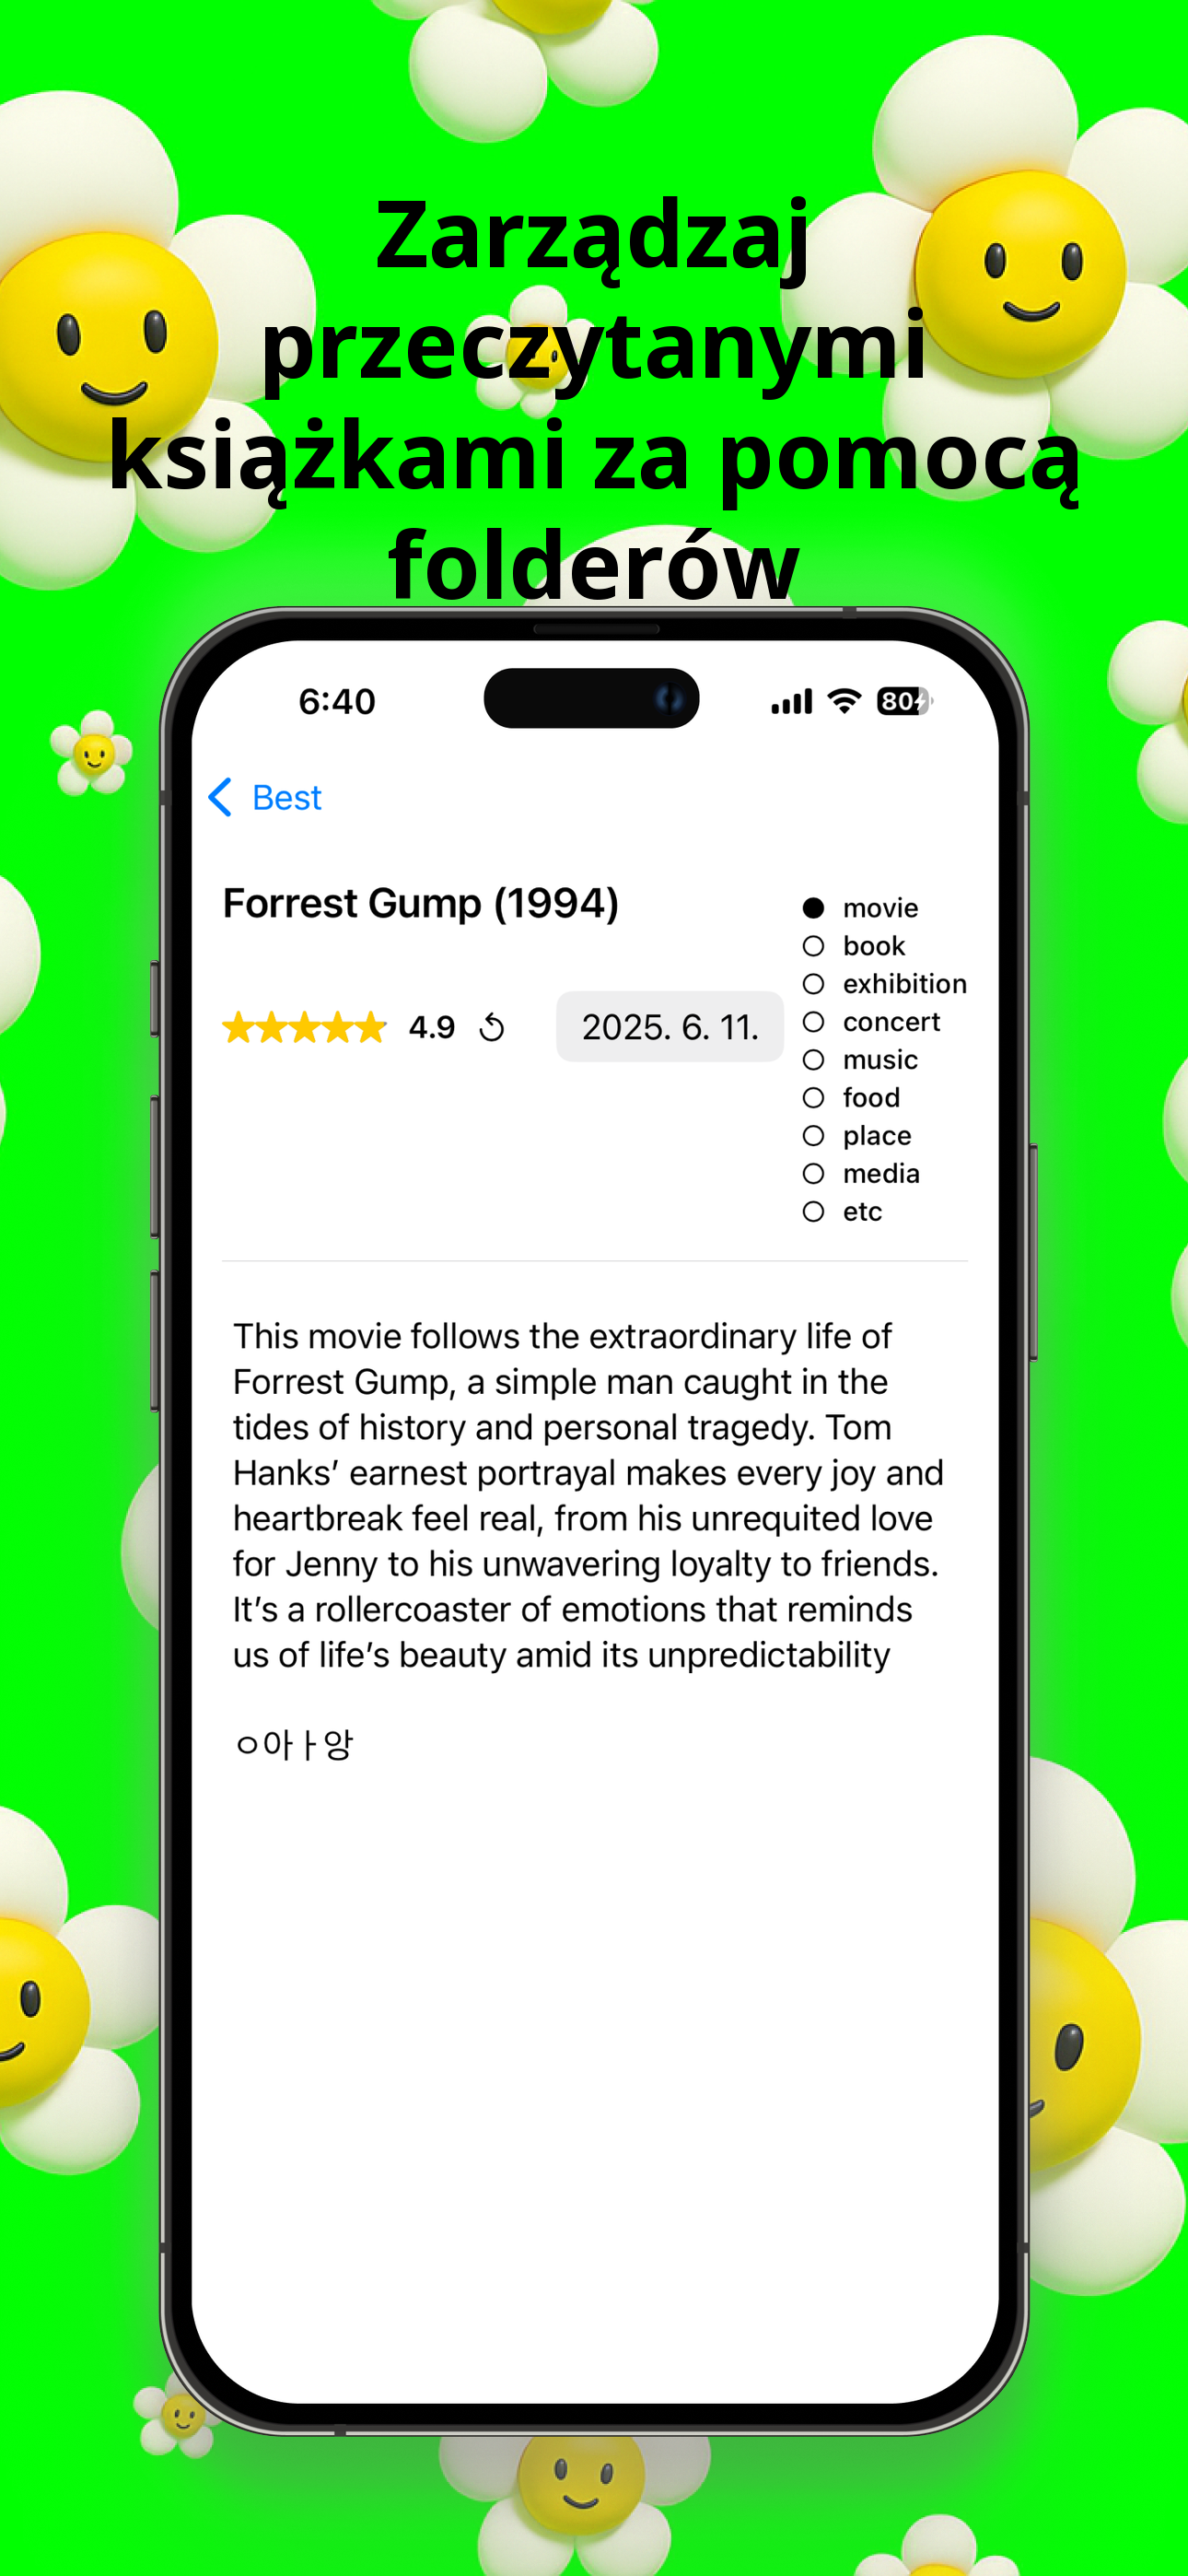 Zarządzaj
przeczytanymi
książkami za pomocą
folderów
6:40
80
Best
Forrest Gump (1994)
4.9
2025. 6. 11.
movie
book
exhibition
concert
music
food
place
media
etc
This movie follows the extraordinary life of
Forrest Gump, a simple man caught in the
tides of history and personal tragedy. Tom
Hanks’ earnest portrayal makes every joy and
heartbreak feel real, from his unrequited love
for Jenny to his unwavering loyalty to friends.
It’s a rollercoaster of emotions that reminds
us of life’s beauty amid its unpredictability
ㅇ아ㅏ앙